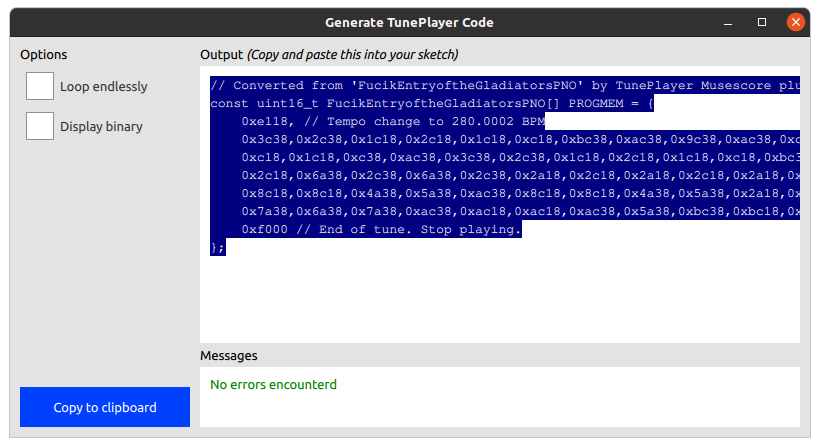 Generate TunePlayer Code
Options
Loop endlessly
Display binary
Output (Copy and paste this into your sketch)
// Converted from 'FucikEntryoftheGladiatorsPNO' by TunePlayer Musescore plu
const uint16_t FucikEntryoftheGladiatorsPNO[] PROGMEM = {
0xe118, // Tempo change to 280.0002 BPM
0x3c38,0x2c38,0x1c18,0x2c18,0x1c18,0xc18,0xbc38,0xac38,0x9c38,0xac38,0xc
0xc18,0x1c18,0xc38,0xac38,0x3c38,0x2c38,0x1c18,0x2c18,0x1c18,0xc18,0xbc3
0x2c18,0x6a38,0x2c38,0x6a38,0x2c38,0x2a18,0x2c18,0x2a18,0x2c18,0x2a18,0x
0x8c18,0x8c18,0x4a38,0x5a38,0xac38,0x8c18,0x8c18,0x4a38,0x5a38,0x2a18,0x
0x7a38,0x6a38,0x7a38,0xac38,0xac18,0xac18,0xac38,0x5a38,0xbc38,0xbc18,0x
0xf000 // End of tune. Stop playing.
};
Messages
No errors encounterd
Copy to clipboard